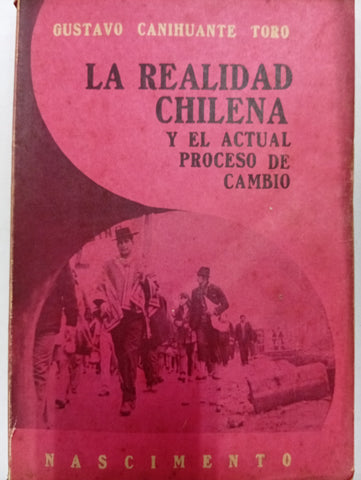 GUSTAVO CANIHUANTE TORO
LA REALIDAD
CHILENA
Y EL ACTUAL
PROCESO DE
CAMBIO
NASCIMENTO